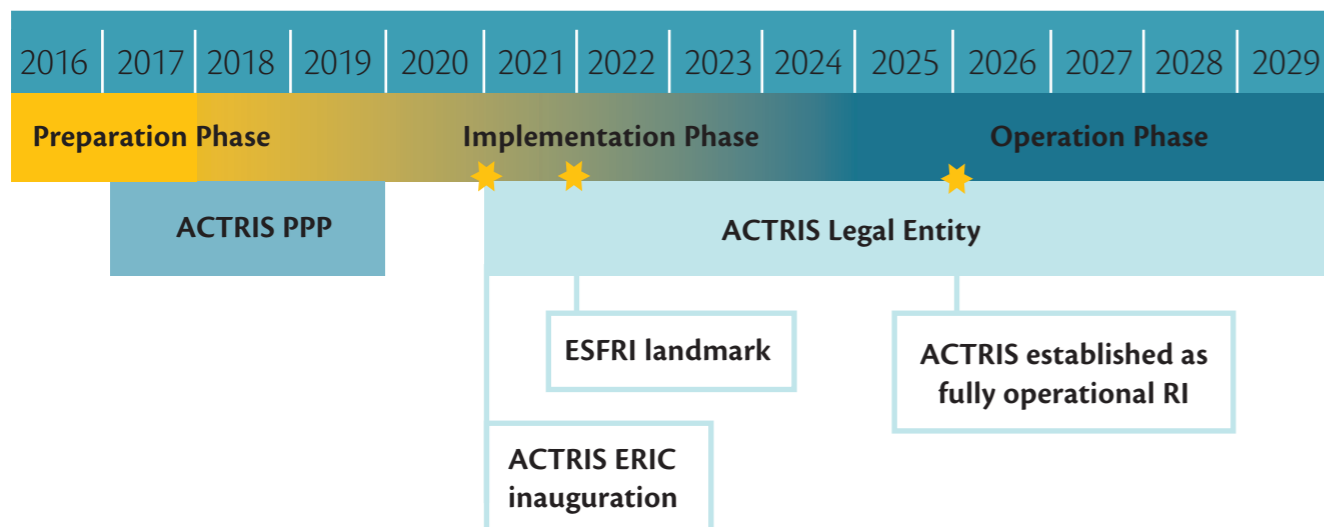 2016 2017 2018 2019 2020 2021 2022 2023 2024 2025 2026 2027 2028 2029
Preparation Phase Implementation Phase Operation Phase
ACTRIS PPP ACTRIS Legal Entity
ESFRI landmark
ACTRIS established as
fully operational RI
ACTRIS ERIC
inauguration